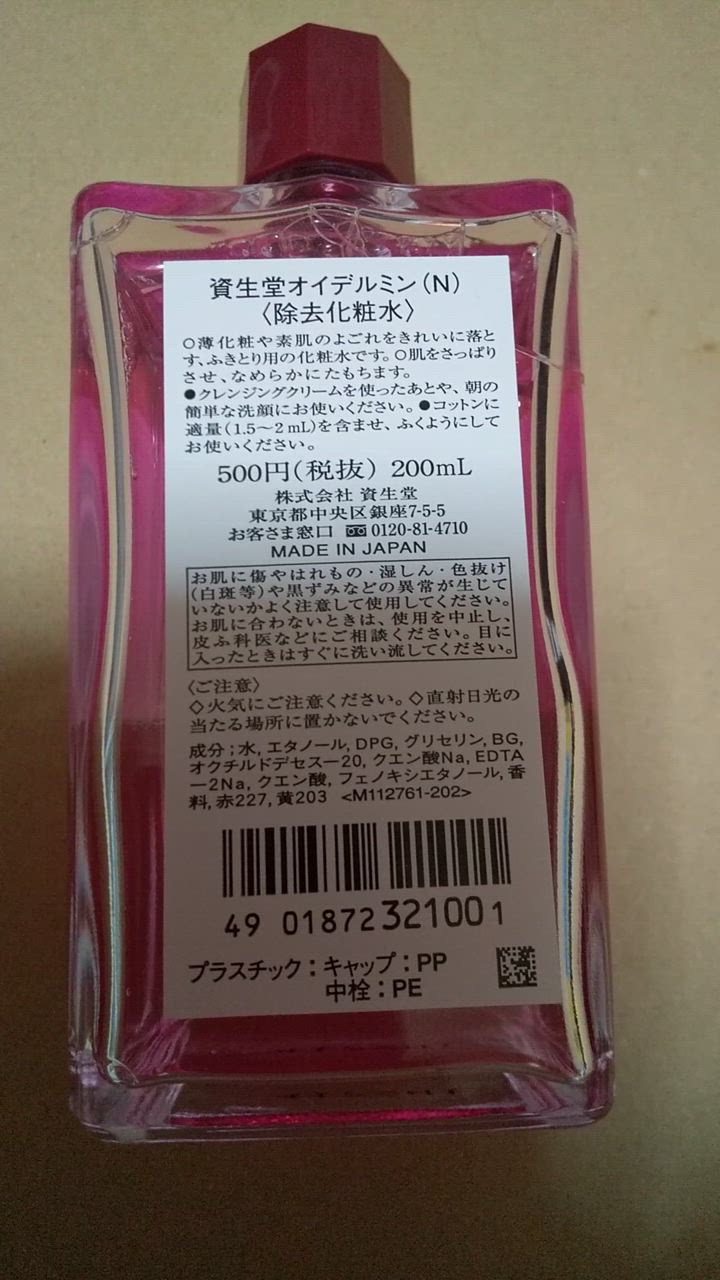 資生堂オイデルミン(N)
〈除去化粧水〉
○薄化粧や素肌のよごれをきれいに落と
す、ふきとり用の化粧水です。○肌をさっぱり
させ、なめらかにたもちます。
●クレンジングクリームを使ったあとや、朝の
簡単な洗顔にお使いください。●コットンに
適量(1.5～2mL)を含ませ、ふくようにして
お使いください。
500円(税抜) 200mL
株式会社 資生堂
東京都中央区銀座7-5-5
お客さま窓口 0120-81-4710
MADE IN JAPAN
お肌に傷やはれもの・湿しん・色抜け
(白斑等)や黒ずみなどの異常が生じて
いないかよく注意して使用してください。
お肌に合わないときは、使用を中止し、
皮ふ科医などにご相談ください。目に
入ったときはすぐに洗い流してください。
〈ご注意〉
◇火気にご注意ください。◇直射日光の
当たる場所に置かないでください。
成分;水,エタノール,DPG,グリセリン,BG,
オクチルドデセス-20,クエン酸Na,EDTA
-2Na,クエン酸,フェノキシエタノール,香
料,赤227,黄203 <M112761-202>
49 01872321001
プラスチック:キャップ:PP
中栓:PE